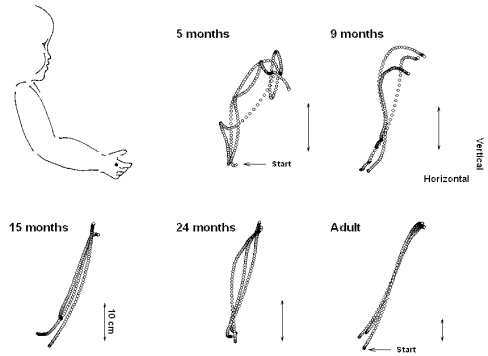 5 months
9 months
Start
Vertical
Horizontal
15 months
24 months
Adult
10 cm
Start